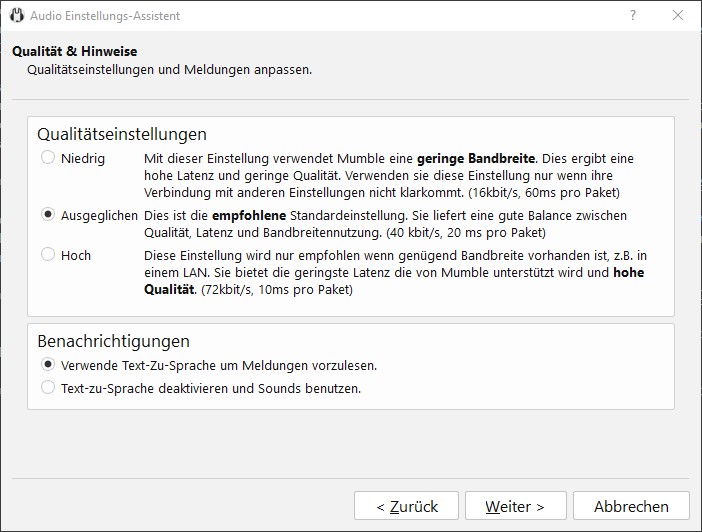 Audio Einstellungs-Assistent
?
Qualität & Hinweise
Qualitätseinstellungen und Meldungen anpassen.
Qualitätseinstellungen
Niedrig
Mit dieser Einstellung verwendet Mumble eine geringe Bandbreite. Dies ergibt eine
hohe Latenz und geringe Qualität. Verwenden sie diese Einstellung nur wenn ihre
Verbindung mit anderen Einstellungen nicht klarkommt. (16kbit/s, 60ms pro Paket)
Ausgeglichen
Dies ist die empfohlene Standardeinstellung. Sie liefert eine gute Balance zwischen
Qualität, Latenz und Bandbreitennutzung. (40 kbit/s, 20 ms pro Paket)
Hoch
Diese Einstellung wird nur empfohlen wenn genügend Bandbreite vorhanden ist, z.B. in
einem LAN. Sie bietet die geringste Latenz die von Mumble unterstützt wird und hohe
Qualität. (72kbit/s, 10ms pro Paket)
Benachrichtigungen
Verwende Text-Zu-Sprache um Meldungen vorzulesen.
Text-zu-Sprache deaktivieren und Sounds benutzen.
< Zurück
Weiter >
Abbrechen